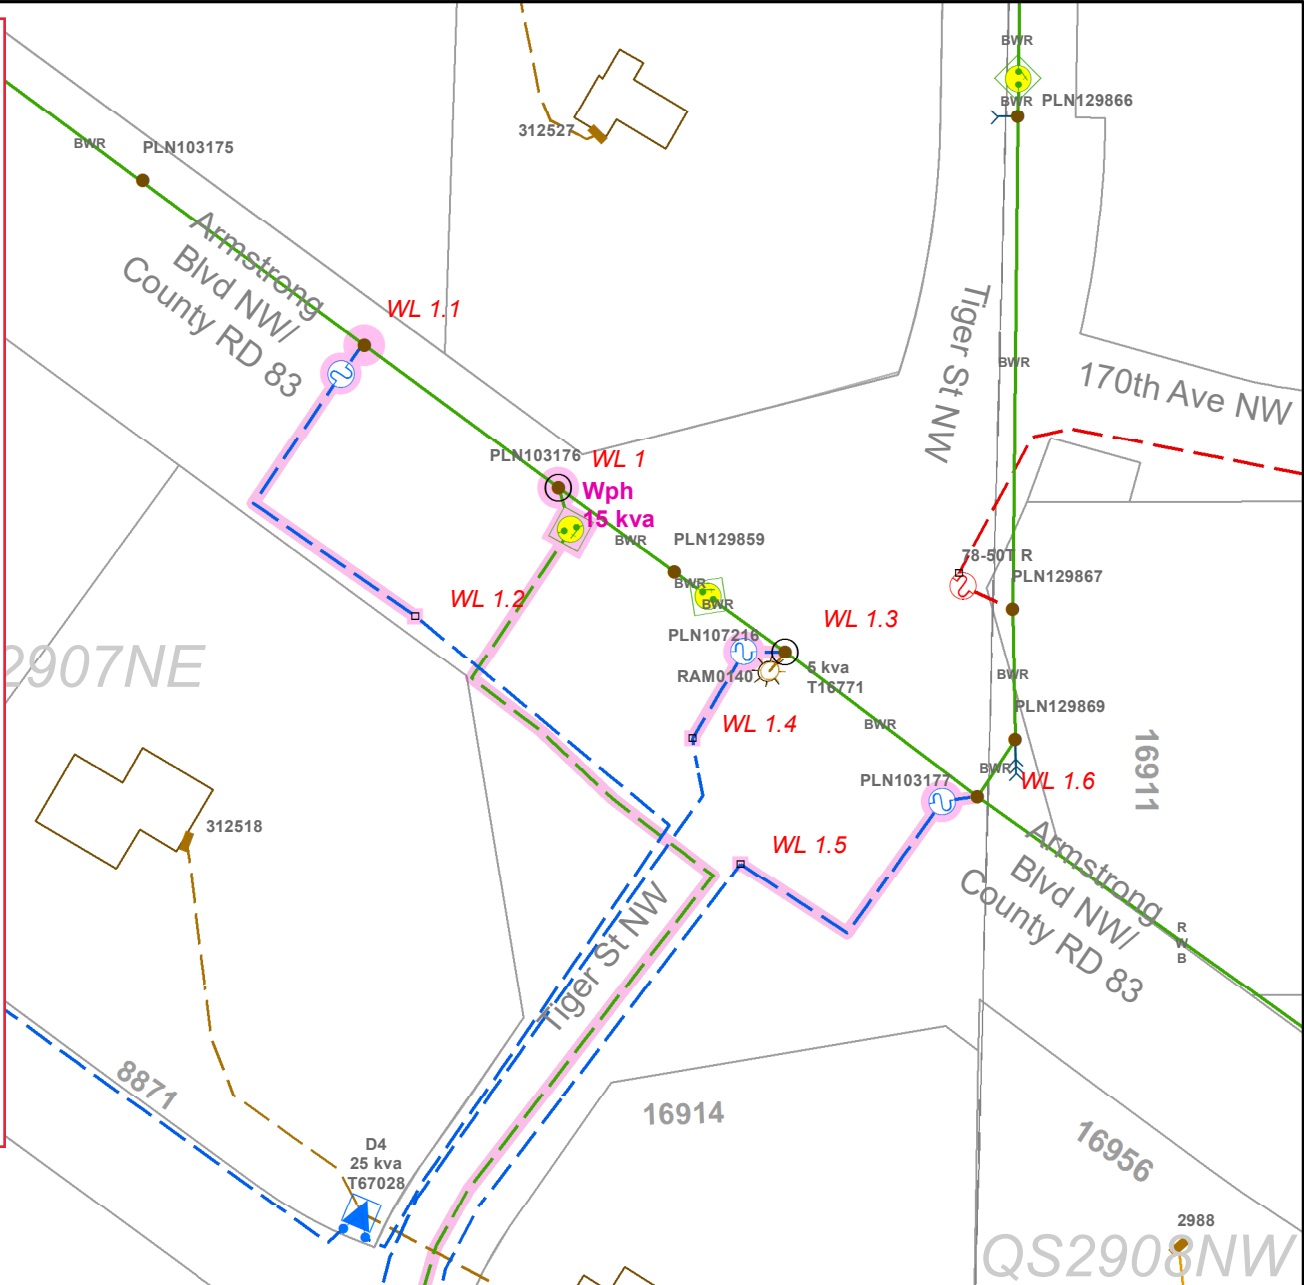 BWR
PLN129866
BWR
312527
BWR
PLN103175
Armstrong
Blvd NW/
County RD 83
WL 1.1
Tiger St NW
BWR
170th Ave NW
PLN103176
WL 1
Wph
15 kva
BWR
PLN129859
78-50T R
PLN129867
BWR
BWR
WL 1.2
WL 1.3
PLN107216
RAM0140
5 kva
T16771
2907NE
BWR
PLN129869
WL 1.4
BWR
16911
BWR
PLN103177
WL 1.6
312518
WL 1.5
Armstrong
Blvd NW/
County RD 83
R
W
B
Tiger St NW
8871
16914
D4
25 kva
T67028
16956
2988
QS2908NW